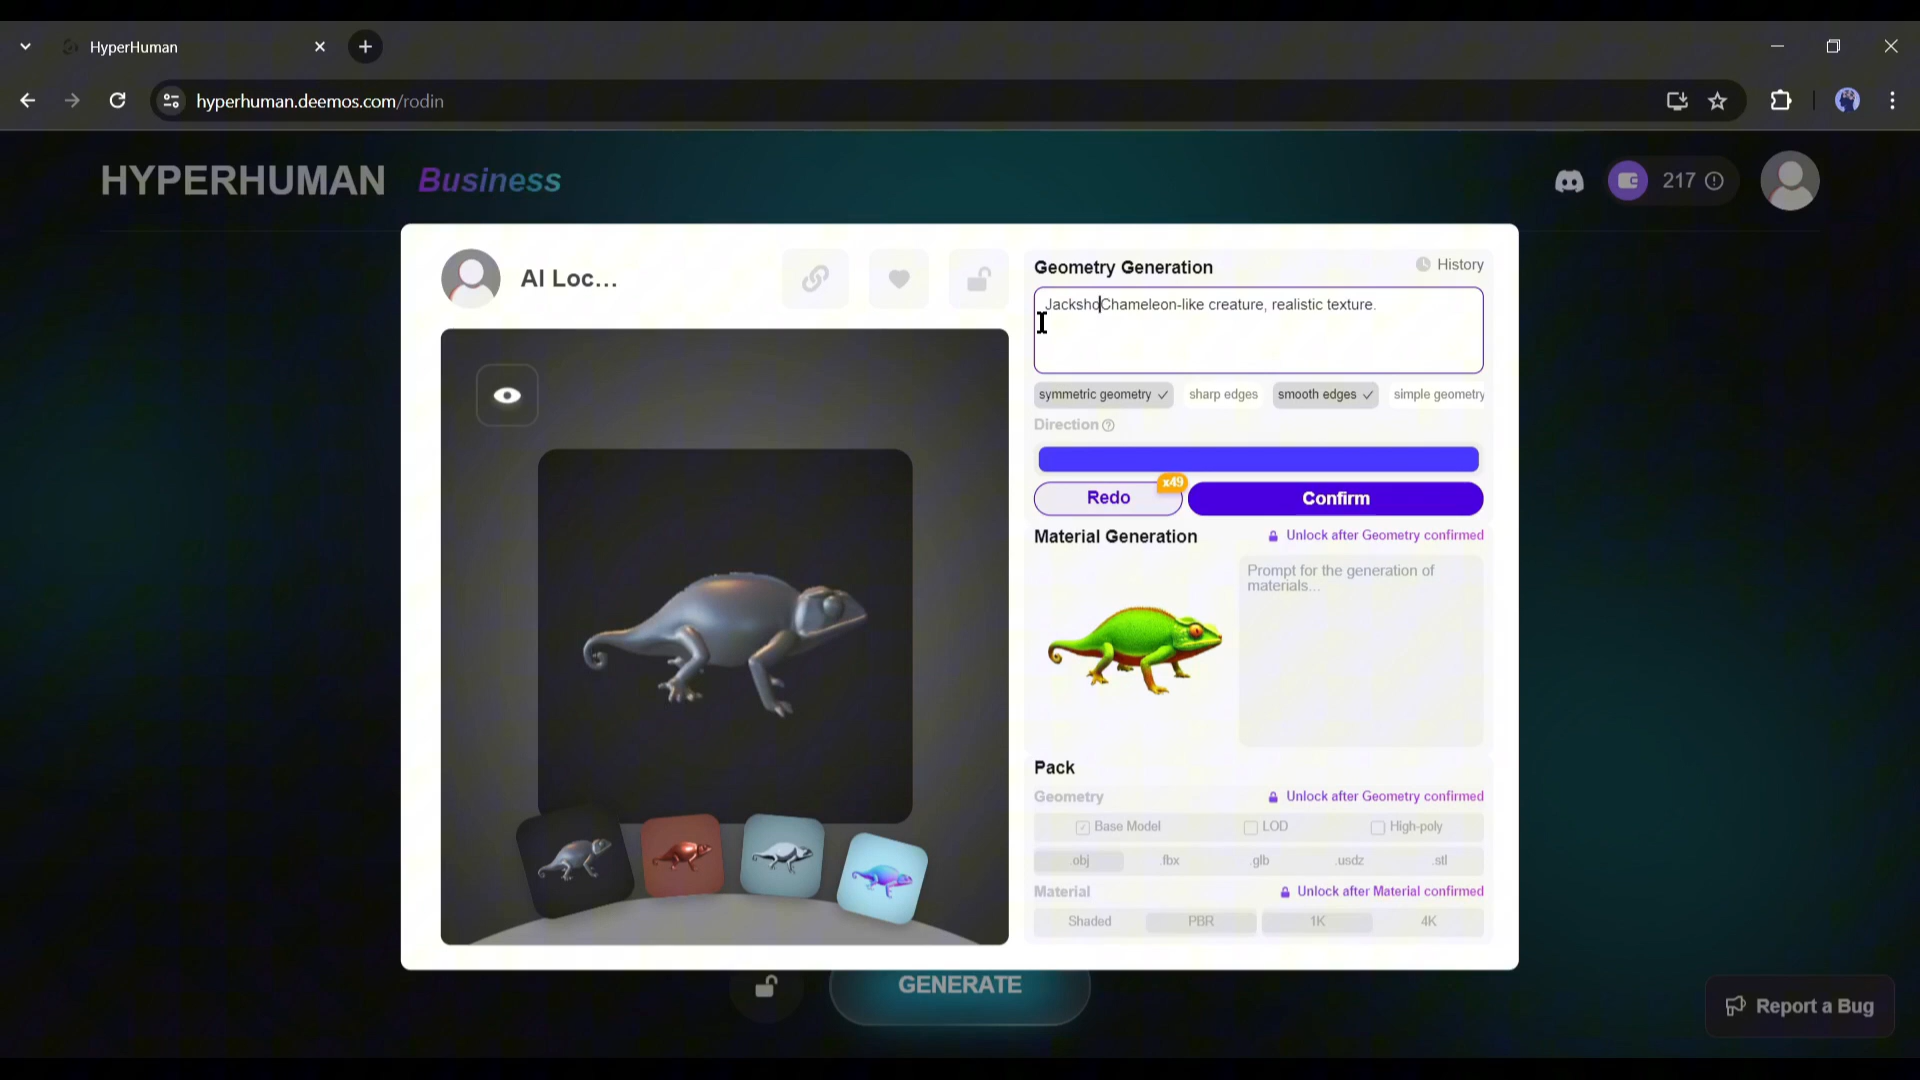 HyperHuman
hyperhuman.deemos.com/rodin
HYPERHUMAN Business
217
AI Loc...
Geometry Generation
History
JackshoChameleon-like creature, realistic texture.
symmetric geometry
sharp edges
smooth edges
simple geometry
Direction
x49
Redo
Confirm
Material Generation
Unlock after Geometry confirmed
Prompt for the generation of
materials...
Pack
Geometry
Unlock after Geometry confirmed
Base Model
LOD
High-poly
.obj
.fbx
.glb
.usdz
.stl
Material
Unlock after Material confirmed
Shaded
PBR
1K
4K
GENERATE
Report a Bug